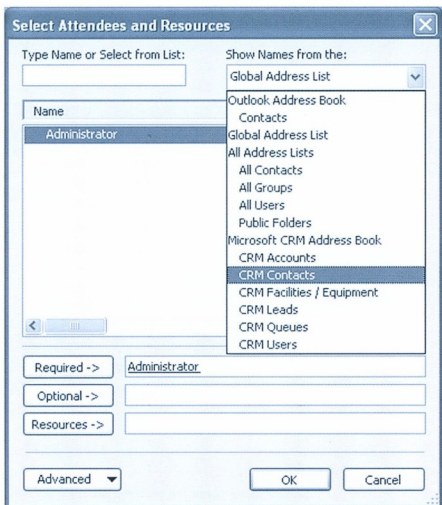 Select Attendees and Resources
Type Name or Select from List:
Show Names from the:
Global Address List
Name
Administrator
Outlook Address Book
Contacts
Global Address List
All Address Lists
All Contacts
All Groups
All Users
Public Folders
Microsoft CRM Address Book
CRM Accounts
CRM Contacts
CRM Facilities / Equipment
CRM Leads
CRM Queues
CRM Users
Required ->
Administrator
Optional ->
Resources ->
Advanced
OK
Cancel